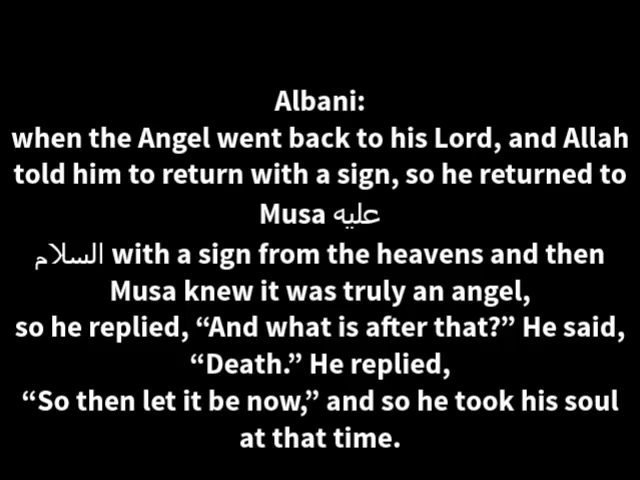 Albani:
when the Angel went back to his Lord, and Allah
told him to return with a sign, so he returned to
Musa عليه
السلام with a sign from the heavens and then
Musa knew it was truly an angel,
so he replied, “And what is after that?” He said,
“Death.” He replied,
“So then let it be now,” and so he took his soul
at that time.